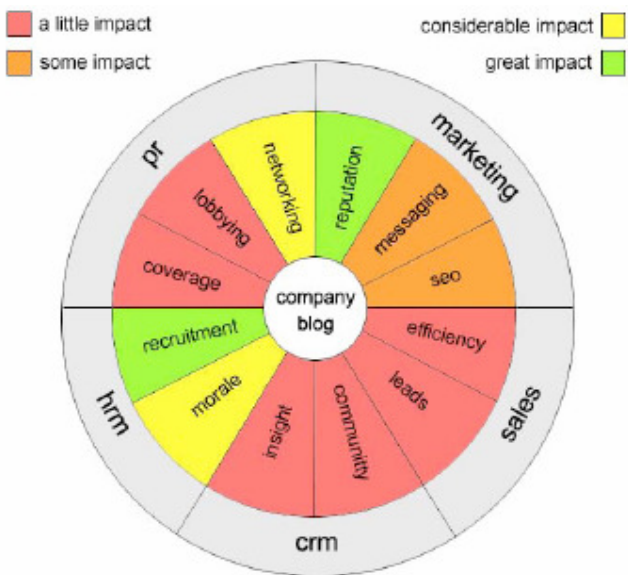 a little impact
some impact
considerable impact
great impact
pr
marketing
networking
reputation
lobbying
messaging
coverage
seo
company
blog
recruitment
efficiency
morale
leads
insight
communitty
hrm
sales
crm